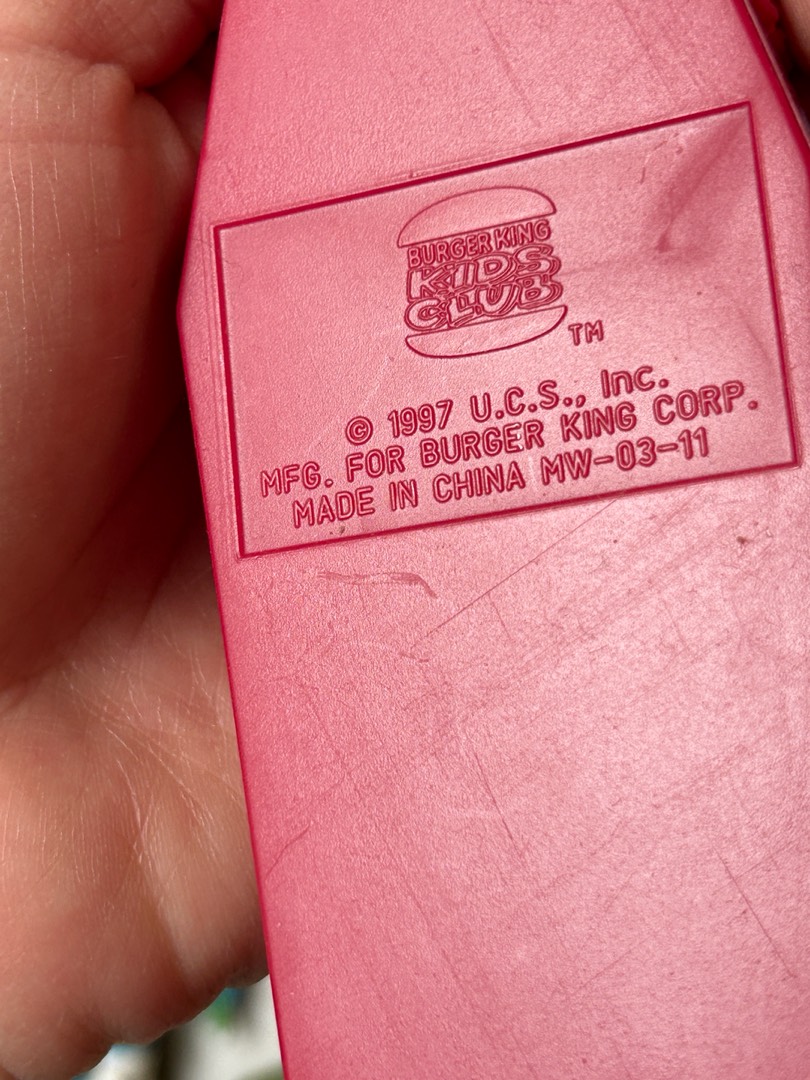 BURGER KING
KIDS
CLUB
TM
© 1997 U.C.S., Inc.
MFG. FOR BURGER KING CORP.
MADE IN CHINA MW-03-11